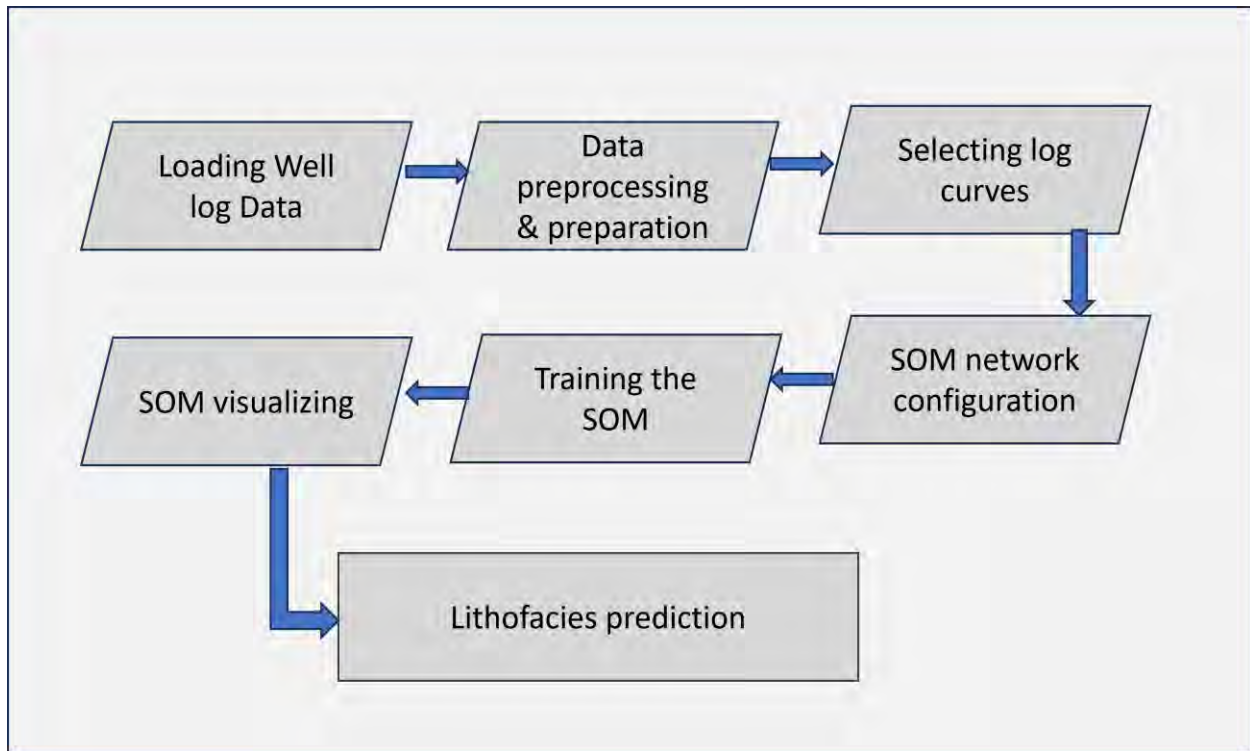 Loading Well
log Data
Data
preprocessing
& preparation
Selecting log
curves
SOM network
configuration
Training the
SOM
SOM visualizing
Lithofacies prediction